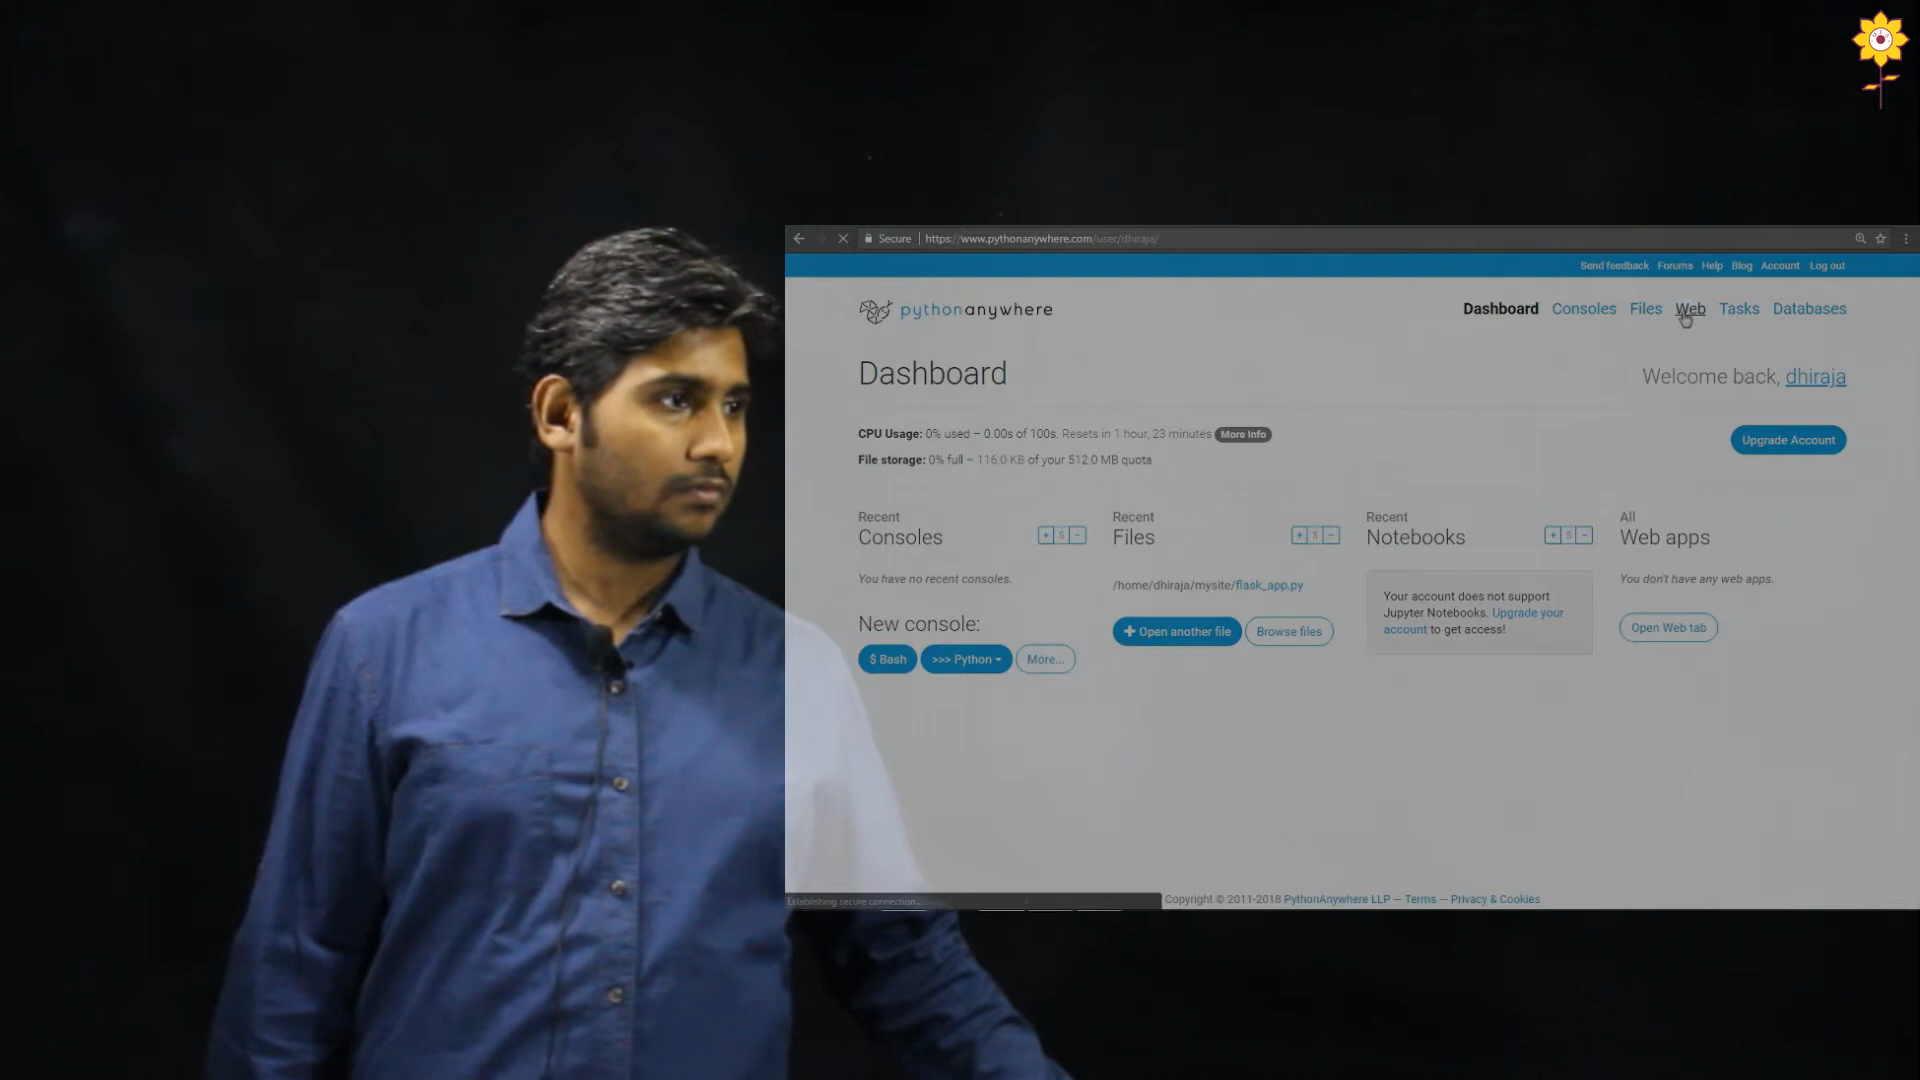 Secure https://www.pythonanywhere.com/user/dhiraja/
Send feedback Forums Help Blog Account Log out
pythonanywhere
Dashboard Consoles Files Web Tasks Databases
Dashboard
Welcome back, dhiraja
CPU Usage: 0% used – 0.00s of 100s. Resets in 1 hour, 23 minutes More Info
File storage: 0% full – 116.0 KB of your 512.0 MB quota
Upgrade Account
Recent
Consoles
+ 5 -
You have no recent consoles.
New console:
$ Bash >>> Python More...
Recent
Files
+ 5 -
/home/dhiraja/mysite/flask_app.py
+ Open another file Browse files
Recent
Notebooks
+ 5 -
Your account does not support
Jupyter Notebooks. Upgrade your
account to get access!
All
Web apps
You don't have any web apps.
Open Web tab
Establishing secure connection...
Copyright © 2011-2018 PythonAnywhere LLP — Terms — Privacy & Cookies